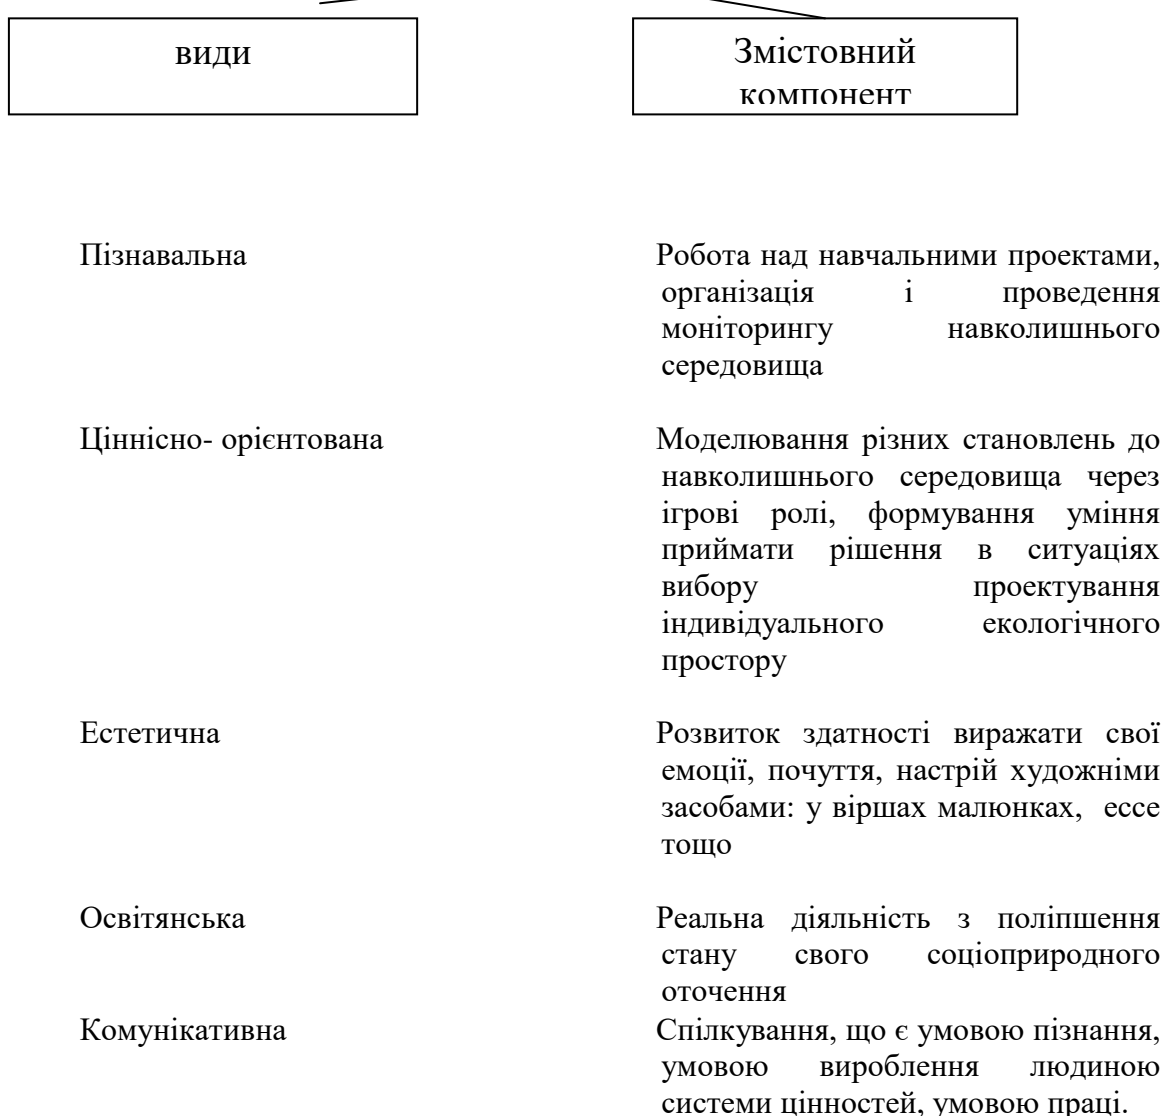 види
Змістовний
компонент
Пізнавальна
Робота над навчальними проектами,
організація і проведення
моніторингу навколишнього
середовища
Ціннісно- орієнтована
Моделювання різних становлень до
навколишнього середовища через
ігрові ролі, формування уміння
приймати рішення в ситуаціях
вибору проектування
індивідуального екологічного
простору
Естетична
Розвиток здатності виражати свої
емоції, почуття, настрій художніми
засобами: у віршах малюнках, ессе
тощо
Освітянська
Реальна діяльність з поліпшення
стану свого соціоприродного
оточення
Комунікативна
Спілкування, що є умовою пізнання,
умовою вироблення людиною
системи цінностей, умовою праці.